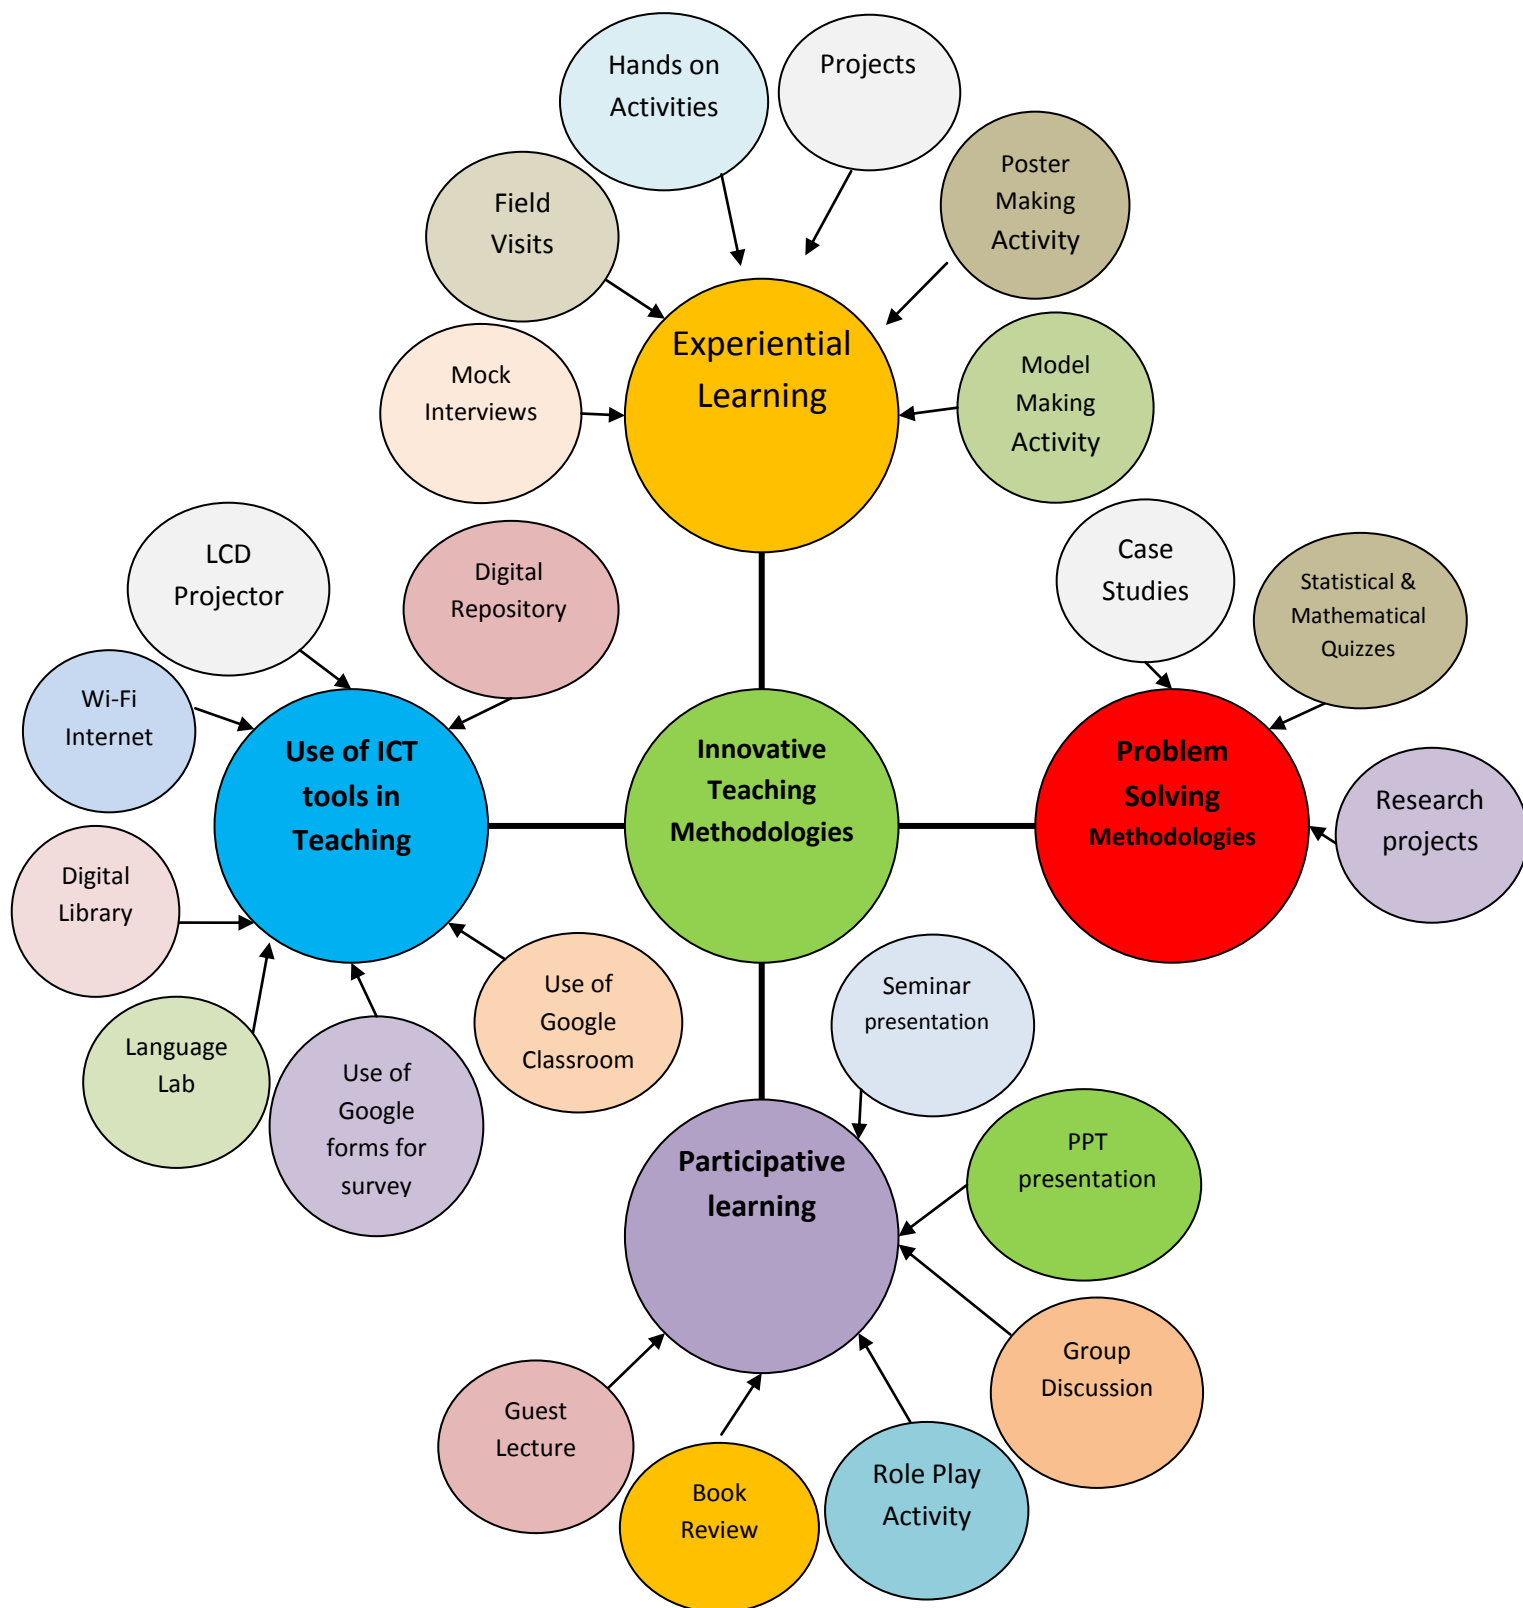 Hands on
Activities
Projects
Poster
Making
Activity
Field
Visits
Experiential
Learning
Mock
Interviews
Model
Making
Activity
LCD
Projector
Digital
Repository
Case
Studies
Statistical &
Mathematical
Quizzes
Wi-Fi
Internet
Use of ICT
tools in
Teaching
Innovative
Teaching
Methodologies
Problem
Solving
Methodologies
Research
projects
Digital
Library
Language
Lab
Use of
Google
forms for
survey
Use of
Google
Classroom
Seminar
presentation
Participative
learning
PPT
presentation
Group
Discussion
Guest
Lecture
Book
Review
Role Play
Activity